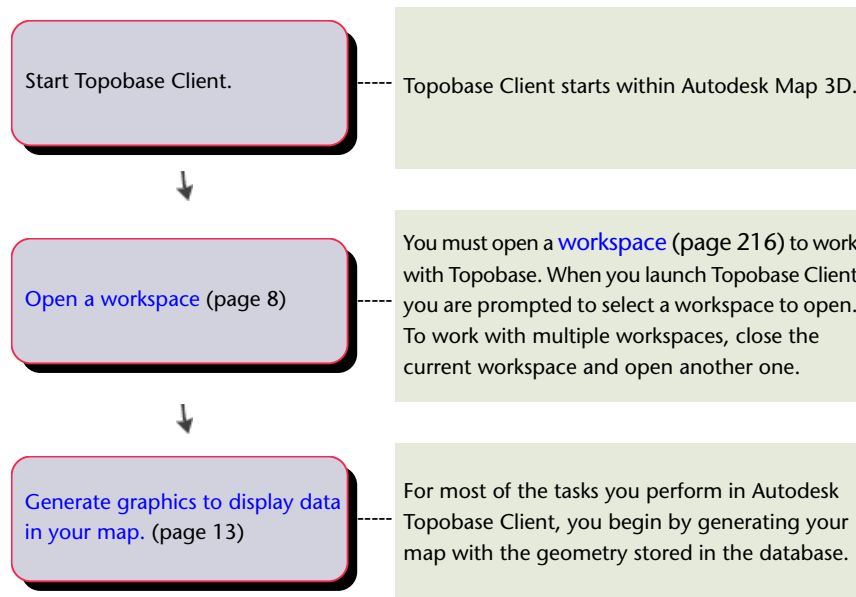 Start Topobase Client.
Topobase Client starts within Autodesk Map 3D.
Open a workspace (page 8)
You must open a workspace (page 216) to work
with Topobase. When you launch Topobase Client
you are prompted to select a workspace to open.
To work with multiple workspaces, close the
current workspace and open another one.
Generate graphics to display data
in your map. (page 13)
For most of the tasks you perform in Autodesk
Topobase Client, you begin by generating your
map with the geometry stored in the database.